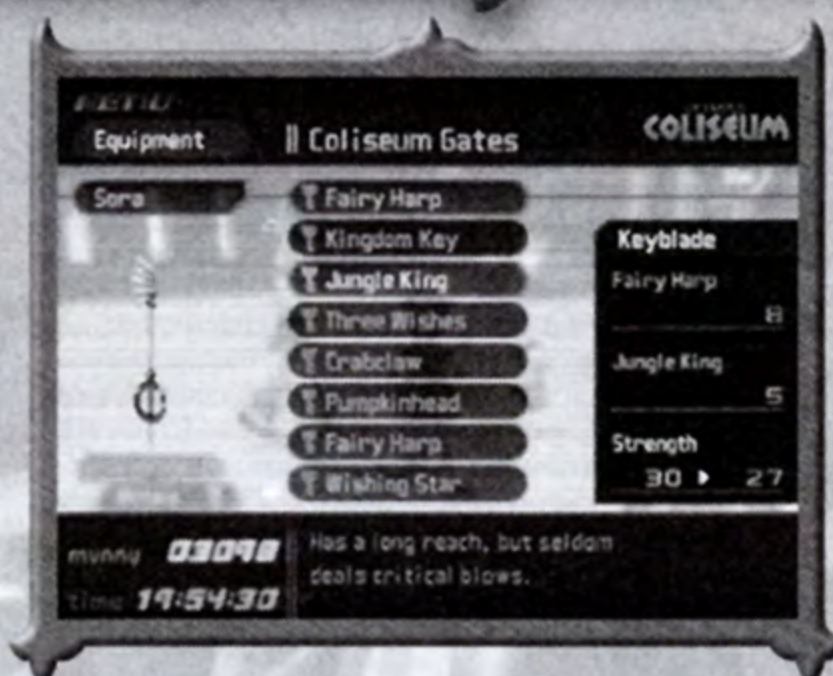 MENU
Equipment
Coliseum Gates
COLISEUM
Sora
Fairy Harp
Kingdom Key
Jungle King
Three Wishes
Crabclaw
Pumpkinhead
Fairy Harp
Wishing Star
Keyblade
Fairy Harp
8
Jungle King
5
Strength
30 ▶ 27
munny 03098
time 19:54:30
Has a long reach, but seldom
deals critical blows.